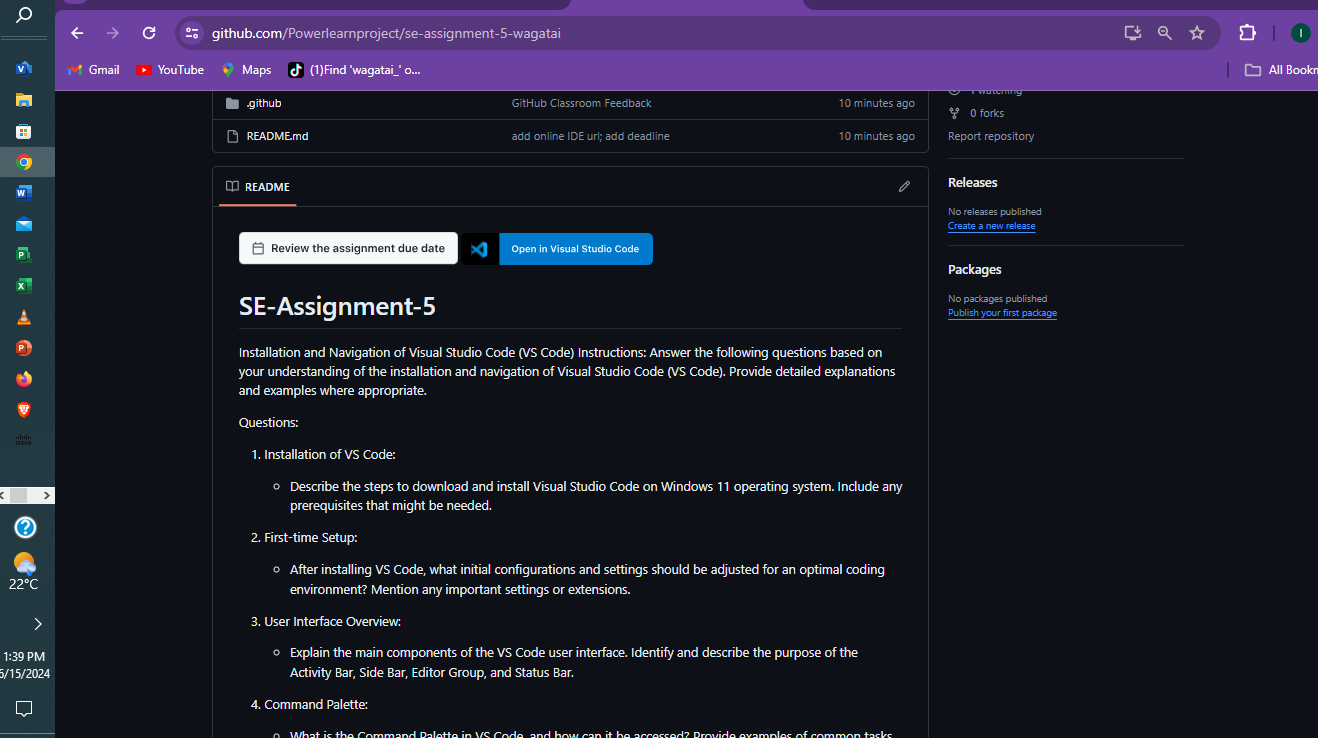 github.com/Powerlearnproject/se-assignment-5-wagatai
I
Gmail YouTube Maps (1)Find 'wagatai_' o...
All Bookm
.github GitHub Classroom Feedback 10 minutes ago
README.md add online IDE url; add deadline 10 minutes ago
1 watching
0 forks
Report repository
README
Releases
No releases published
Create a new release
Packages
No packages published
Publish your first package
Review the assignment due date
Open in Visual Studio Code
SE-Assignment-5
Installation and Navigation of Visual Studio Code (VS Code) Instructions: Answer the following questions based on
your understanding of the installation and navigation of Visual Studio Code (VS Code). Provide detailed explanations
and examples where appropriate.
Questions:
1. Installation of VS Code:
Describe the steps to download and install Visual Studio Code on Windows 11 operating system. Include any
prerequisites that might be needed.
2. First-time Setup:
After installing VS Code, what initial configurations and settings should be adjusted for an optimal coding
environment? Mention any important settings or extensions.
3. User Interface Overview:
Explain the main components of the VS Code user interface. Identify and describe the purpose of the
Activity Bar, Side Bar, Editor Group, and Status Bar.
4. Command Palette:
What is the Command Palette in VS Code, and how can it be accessed? Provide examples of common tasks
22°C
1:39 PM
6/15/2024